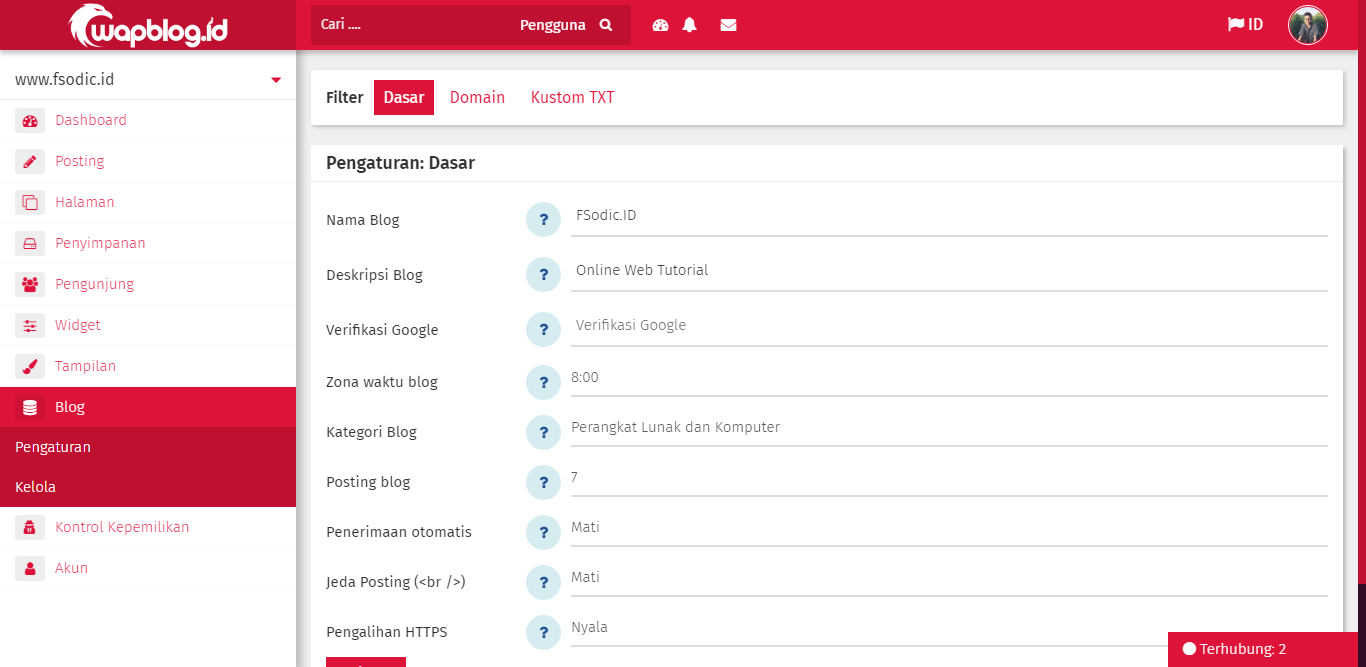 wapblog.id
Cari ....
Pengguna
ID
www.fsodic.id
Dashboard
Posting
Halaman
Penyimpanan
Pengunjung
Widget
Tampilan
Blog
Pengaturan
Kelola
Kontrol Kepemilikan
Akun
Filter Dasar Domain Kustom TXT
Pengaturan: Dasar
Nama Blog ? FSodic.ID
Deskripsi Blog ? Online Web Tutorial
Verifikasi Google ? Verifikasi Google
Zona waktu blog ? 8:00
Kategori Blog ? Perangkat Lunak dan Komputer
Posting blog ? 7
Penerimaan otomatis ? Mati
Jeda Posting (<br />) ? Mati
Pengalihan HTTPS ? Nyala
Terhubung: 2